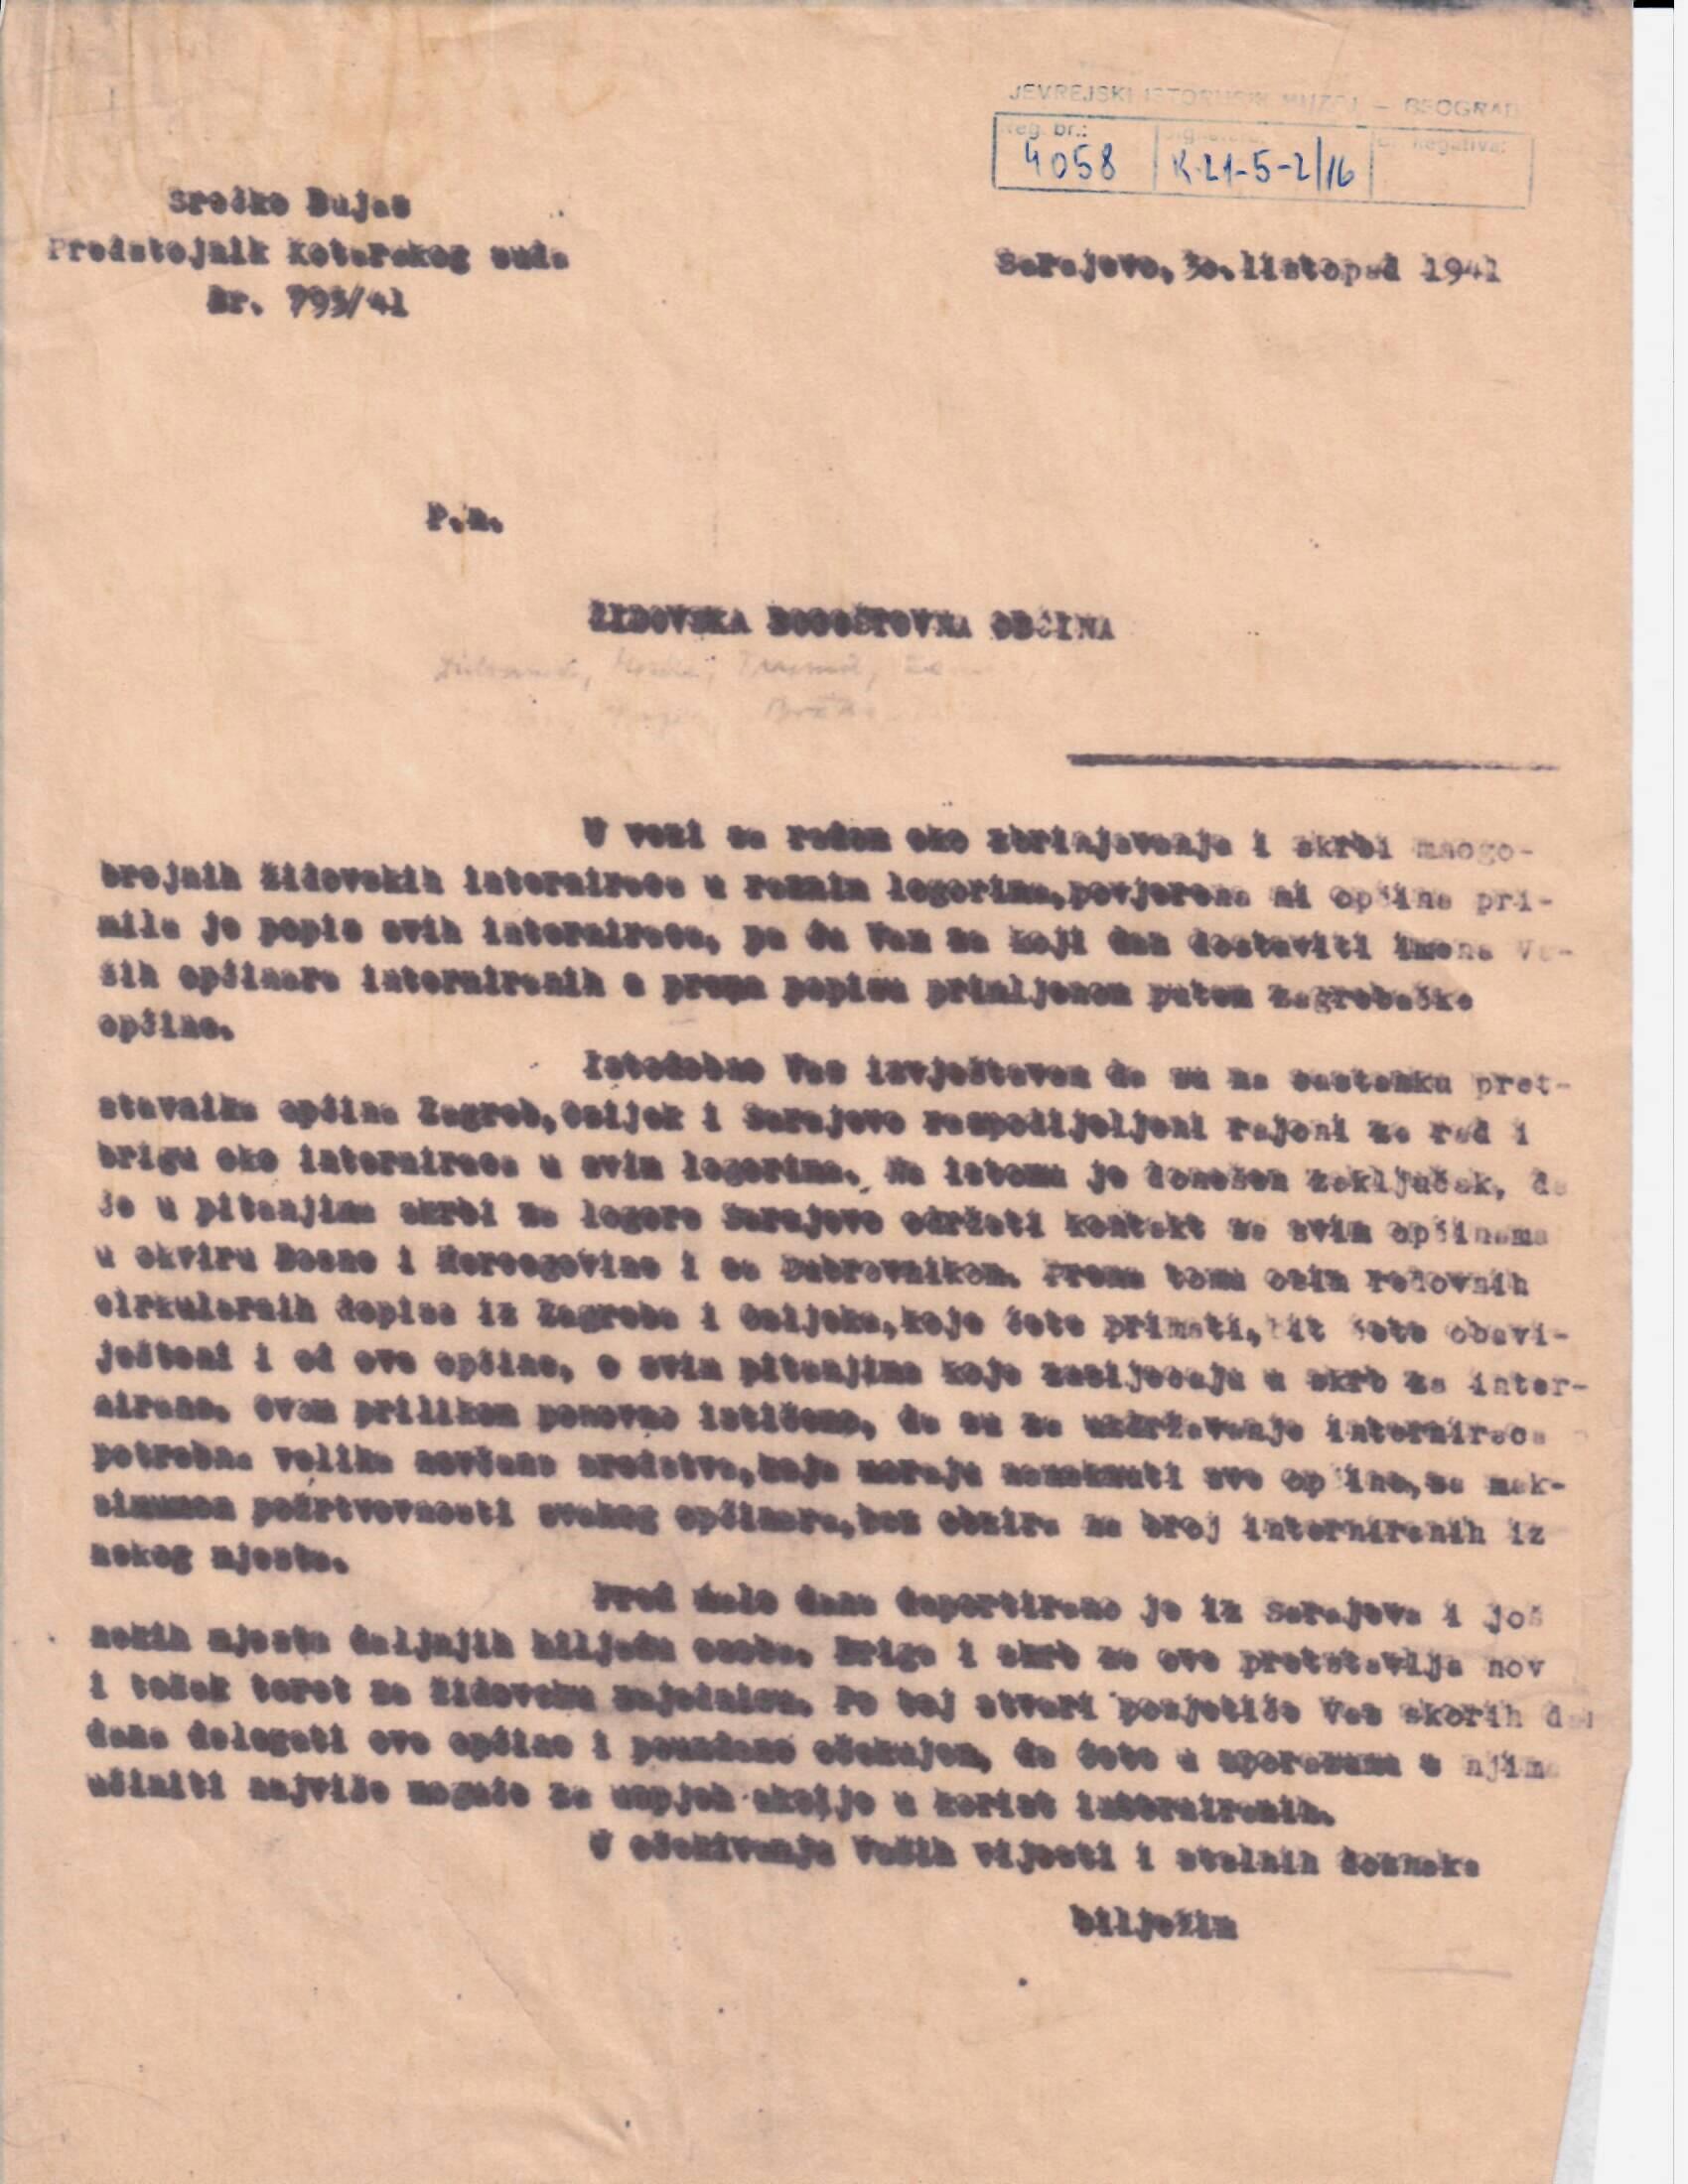 JEVREJSKI ISTORIJSKI MUZEJ — BEOGRAD
reg. br.: signatura: br. negativa:
4058 K-21-5-2/16
Srećko Bujas
Predstojnik Kotarskog suda
Br. 793/41
Sarajevo, 30.listopad 1941
P.n.
ŽIDOVSKA BOGOŠTOVNA OBĆINA
U vezi sa radom oko zbrinjavanja i skrbi mnogo-
brojnih židovskih interniraca u raznim logorima,povjerena mi općina pri-
mila je popis svih interniraca, pa ću Vam za koji dan dostaviti imena Va-
ših općinara interniranih a prema popisu primljenom putem Zagrebačke
općine.
Istodobno Vas izvještavam da su na sastanku pret-
stavnika općina Zagreb,Osijek i Sarajevo raspodijeljeni rajoni za rad i
brigu oko interniraca u svim logorima. Na istomu je donešen zaključak, da
će u pitanjima skrbi za logore Sarajevo održati kontakt sa svim općinama
u okviru Bosne i Hercegovine i sa Dubrovnikom. Prema tomu osim redovnih
cirkularnih dopisa iz Zagreba i Osijeka,koje ćete primati,bit ćete obavi-
ješteni i od ove općine, o svim pitanjima koja zasijecaju u skrb za inter-
nirane. Ovom prilikom ponovno ističemo, da su za uzdržavanje interniraca
potrebna velika novčana sredstva,koja moraju namaknuti sve općine,sa mak-
simumom požrtvovnosti svakog općinara,bez obzira na broj interniranih iz
nekog mjesta.
Pred malo dana deportirano je iz Sarajeva i još
nekih mjesta daljnjih hiljadu osoba. Briga i skrb za ove pretstavlja nov
i težak teret za židovsku zajednicu. Po toj stvari posjetiće Vas skorih
dana delegati ove općine i pouzdano očekujem, da ćete u sporazumu s njima
učiniti najviše moguće za uspjeh akcije u korist interniranih.
U očekivanju Vaših vijesti i stalnih doznaka
bilježim